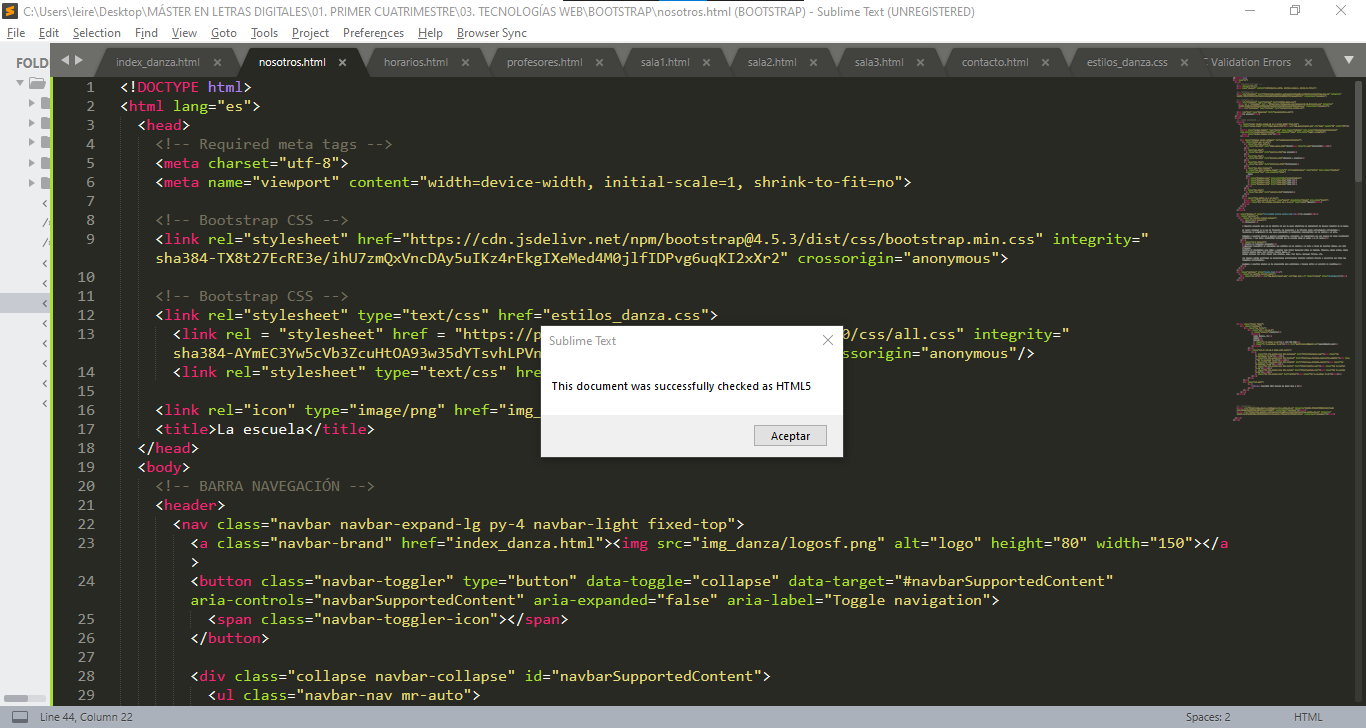 C:\Users\leire\Desktop\MÁSTER EN LETRAS DIGITALES\01. PRIMER CUATRIMESTRE\03. TECNOLOGÍAS WEB\BOOTSTRAP\nosotros.html (BOOTSTRAP) - Sublime Text (UNREGISTERED)
File Edit Selection Find View Goto Tools Project Preferences Help Browser Sync
FOLD
index_danza.html nosotros.html horarios.html profesores.html sala1.html sala2.html sala3.html contacto.html estilos_danza.css Validation Errors
1 <!DOCTYPE html>
2 <html lang="es">
3 <head>
4 <!-- Required meta tags -->
5 <meta charset="utf-8">
6 <meta name="viewport" content="width=device-width, initial-scale=1, shrink-to-fit=no">
7
8 <!-- Bootstrap CSS -->
9 <link rel="stylesheet" href="https://cdn.jsdelivr.net/npm/bootstrap@4.5.3/dist/css/bootstrap.min.css" integrity="
sha384-TX8t27EcRE3e/ihU7zmQxVncDAy5uIKz4rEkgIXeMed4M0jlfIDPvg6uqKI2xXr2" crossorigin="anonymous">
10
11 <!-- Bootstrap CSS -->
12 <link rel="stylesheet" type="text/css" href="estilos_danza.css">
13 <link rel = "stylesheet" href = "https://p 0/css/all.css" integrity="
sha384-AYmEC3Yw5cVb3ZcuHtOA93w35dYTsvhLPVn ssorigin="anonymous"/>
14 <link rel="stylesheet" type="text/css" hre
15
16 <link rel="icon" type="image/png" href="img_
17 <title>La escuela</title>
18 </head>
19 <body>
20 <!-- BARRA NAVEGACIÓN -->
21 <header>
22 <nav class="navbar navbar-expand-lg py-4 navbar-light fixed-top">
23 <a class="navbar-brand" href="index_danza.html"><img src="img_danza/logosf.png" alt="logo" height="80" width="150"></a
>
24 <button class="navbar-toggler" type="button" data-toggle="collapse" data-target="#navbarSupportedContent"
aria-controls="navbarSupportedContent" aria-expanded="false" aria-label="Toggle navigation">
25 <span class="navbar-toggler-icon"></span>
26 </button>
27
28 <div class="collapse navbar-collapse" id="navbarSupportedContent">
29 <ul class="navbar-nav mr-auto">
Sublime Text
This document was successfully checked as HTML5
Aceptar
Line 44, Column 22 Spaces: 2 HTML